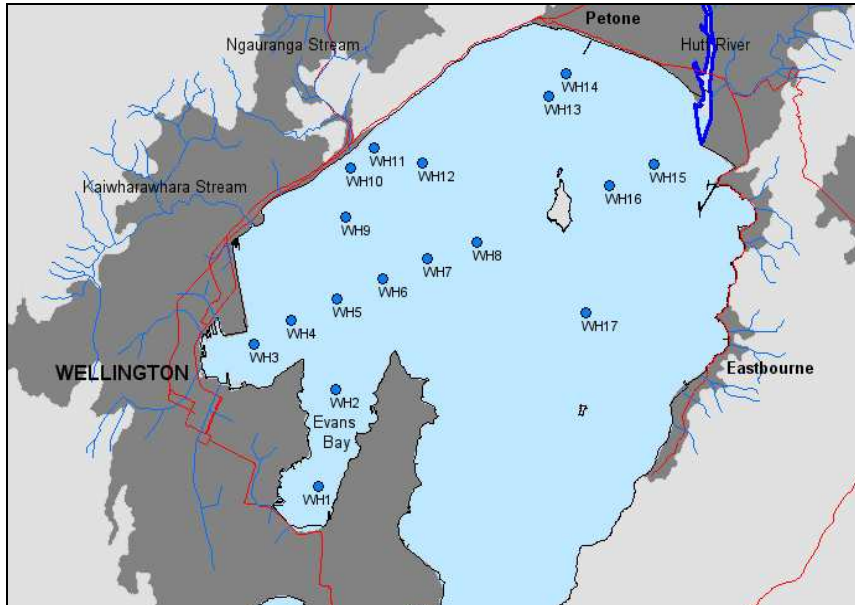 Petone
Ngauranga Stream
Hutt River
WH14
WH13
WH11
WH12
WH10
WH15
Kaiwharawhara Stream
WH16
WH9
WH8
WH7
WH6
WH5
WH17
WH4
WH3
WELLINGTON
Eastbourne
WH2
Evans
Bay
WH1